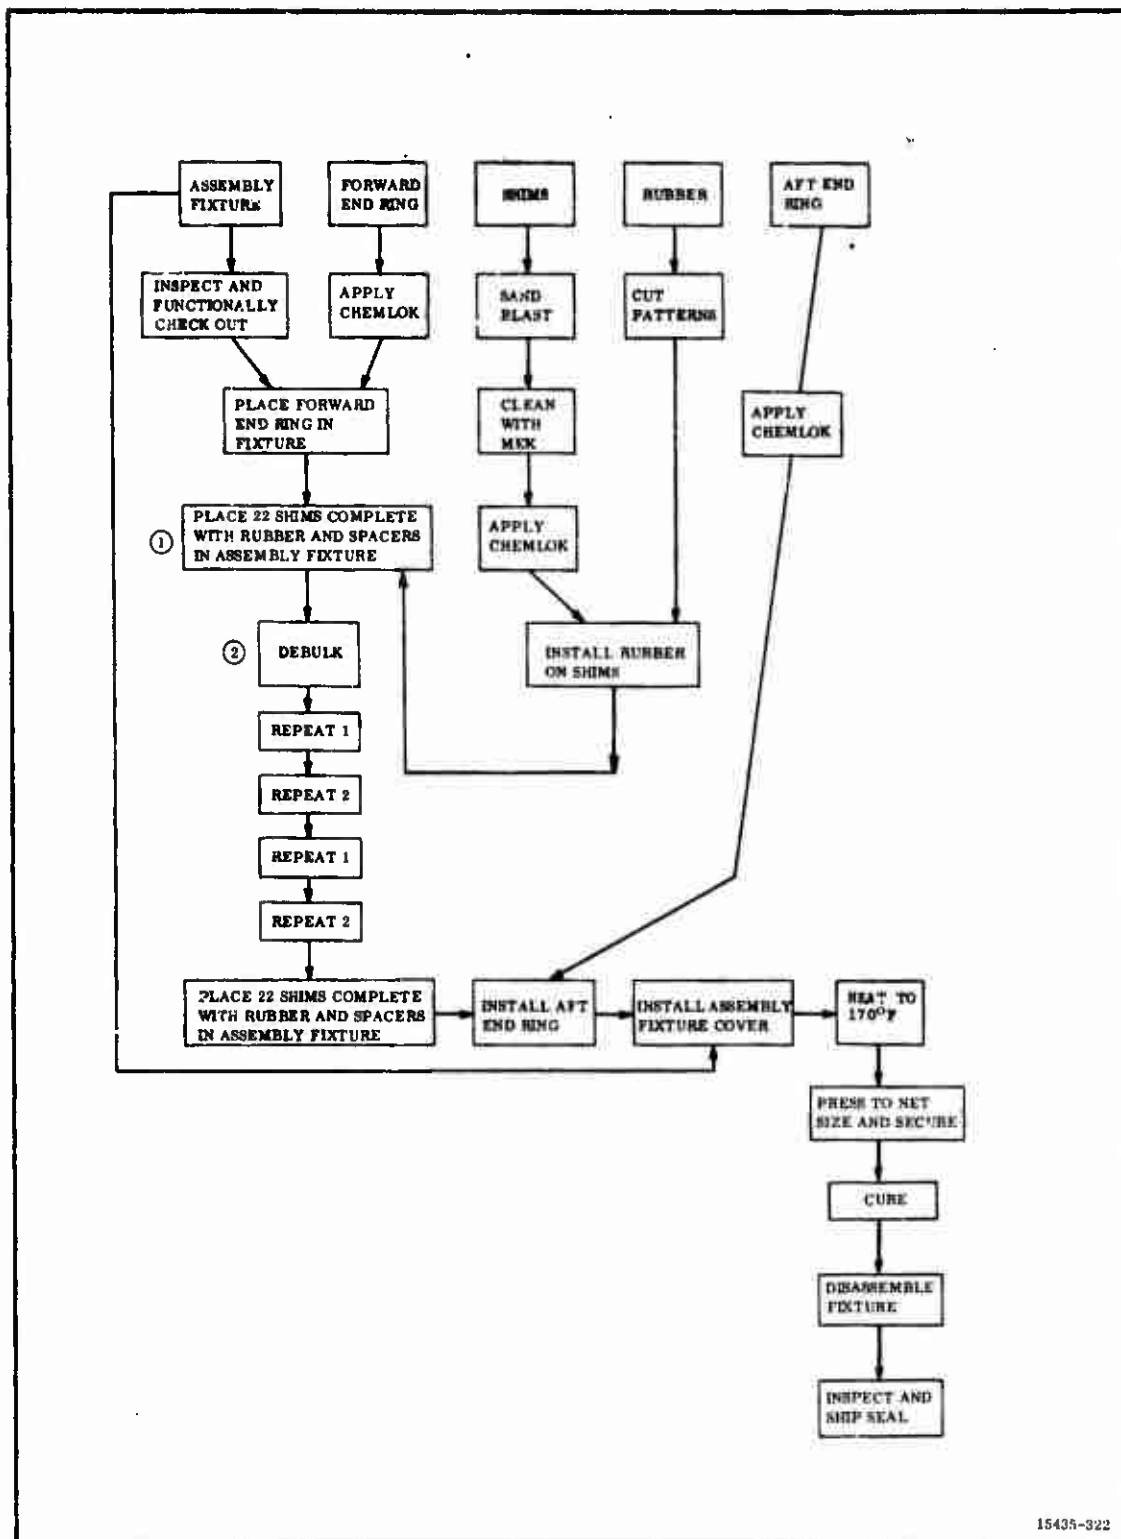 ASSEMBLY
FIXTURE
FORWARD
END RING
SHIMS
RUBBER
AFT END
RING
INSPECT AND
FUNCTIONALLY
CHECK OUT
APPLY
CHEMLOK
SAND
BLAST
CUT
PATTERNS
PLACE FORWARD
END RING IN
FIXTURE
CLEAN
WITH
MEK
APPLY
CHEMLOK
1
PLACE 22 SHIMS COMPLETE
WITH RUBBER AND SPACERS
IN ASSEMBLY FIXTURE
APPLY
CHEMLOK
2
DEBULK
INSTALL RUBBER
ON SHIMS
REPEAT 1
REPEAT 2
REPEAT 1
REPEAT 2
PLACE 22 SHIMS COMPLETE
WITH RUBBER AND SPACERS
IN ASSEMBLY FIXTURE
INSTALL AFT
END RING
INSTALL ASSEMBLY
FIXTURE COVER
HEAT TO
170°F
PRESS TO NET
SIZE AND SECURE
CURE
DISASSEMBLE
FIXTURE
INSPECT AND
SHIP SEAL
15435-322